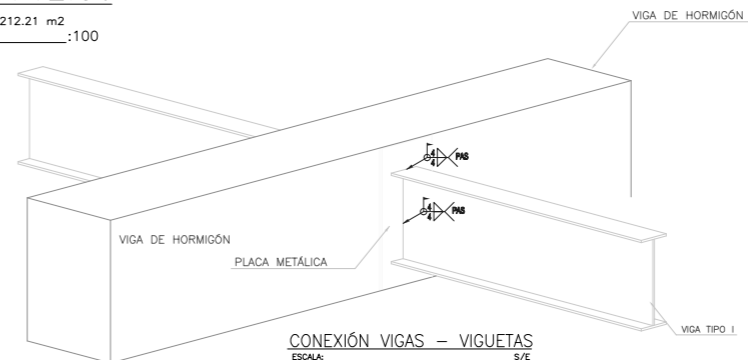 212.21 m2
:100
VIGA DE HORMIGÓN
4
4
PAS
4
4
PAS
VIGA DE HORMIGÓN
PLACA METÁLICA
VIGA TIPO I
CONEXIÓN VIGAS – VIGUETAS
ESCALA: S/E